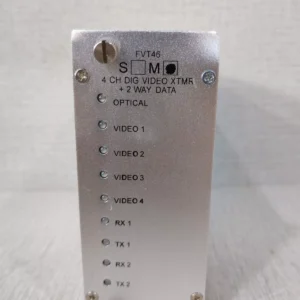 FVT46
S M
4 CH DIG VIDEO XTMR
+ 2 WAY DATA
OPTICAL
VIDEO 1
VIDEO 2
VIDEO 3
VIDEO 4
RX 1
TX 1
RX 2
TX 2